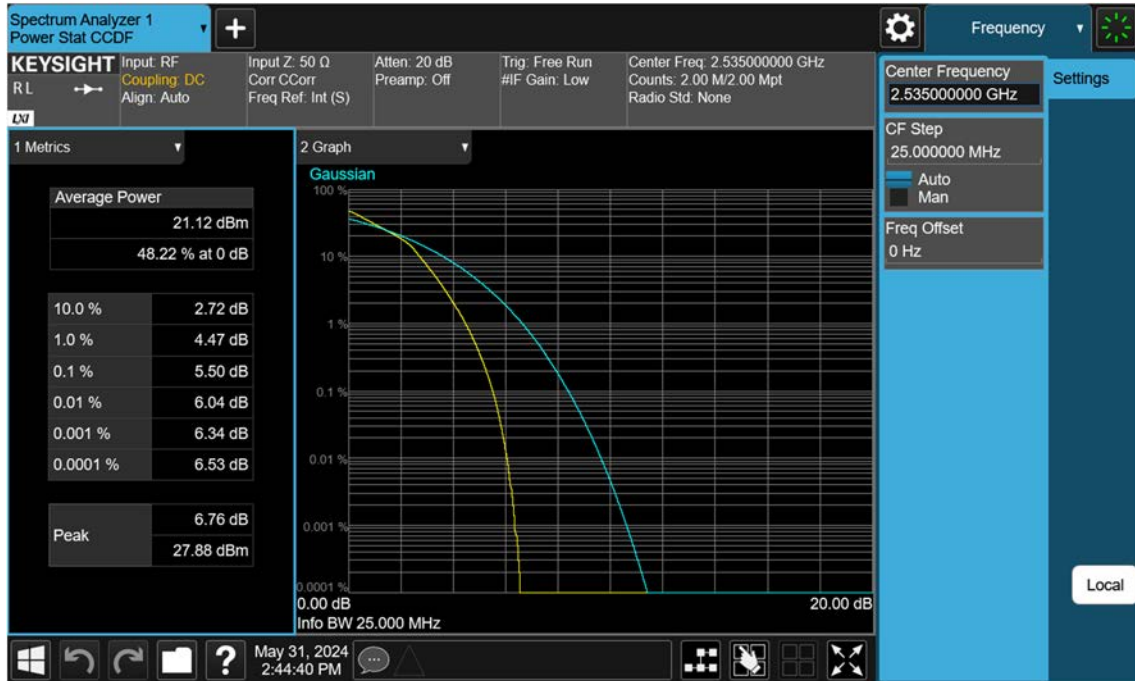 Spectrum Analyzer 1
Power Stat CCDF
+
Frequency
KEYSIGHT
RL
LXI
Input: RF
Coupling: DC
Align: Auto
Input Z: 50 Ω
Corr CCorr
Freq Ref: Int (S)
Atten: 20 dB
Preamp: Off
Trig: Free Run
#IF Gain: Low
Center Freq: 2.535000000 GHz
Counts: 2.00 M/2.00 Mpt
Radio Std: None
Center Frequency
2.535000000 GHz
Settings
CF Step
25.000000 MHz
Auto
Man
Freq Offset
0 Hz
1 Metrics
Average Power
21.12 dBm
48.22 % at 0 dB
10.0 % 2.72 dB
1.0 % 4.47 dB
0.1 % 5.50 dB
0.01 % 6.04 dB
0.001 % 6.34 dB
0.0001 % 6.53 dB
Peak
6.76 dB
27.88 dBm
2 Graph
Gaussian
100 %
10 %
1 %
0.1 %
0.01 %
0.001 %
0.0001 %
0.00 dB 20.00 dB
Info BW 25.000 MHz
Local
?
May 31, 2024
2:44:40 PM